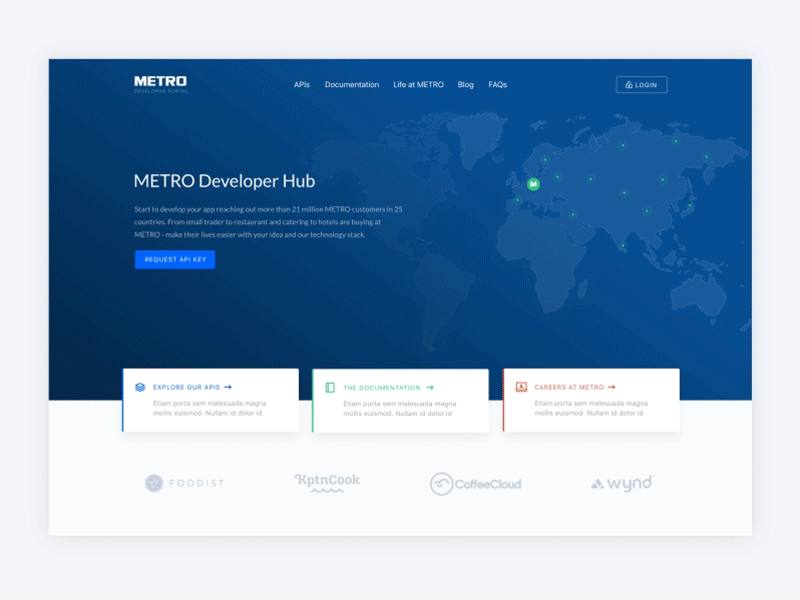 METRO
DEVELOPER PORTAL
APIs Documentation Life at METRO Blog FAQs
LOGIN
METRO Developer Hub
Start to develop your app reaching out more than 21 million METRO customers in 25
countries. From small trader to restaurant and catering to hotels are buying at
METRO - make their lives easier with your idea and our technology stack.
REQUEST API KEY
EXPLORE OUR APIS →
Etiam porta sem malesuada magna
mollis euismod. Nullam id dolor id
THE DOCUMENTATION →
Etiam porta sem malesuada magna
mollis euismod. Nullam id dolor id
CAREERS AT METRO →
Etiam porta sem malesuada magna
mollis euismod. Nullam id dolor id
FOODIST
KptnCook
CoffeeCloud
wynd